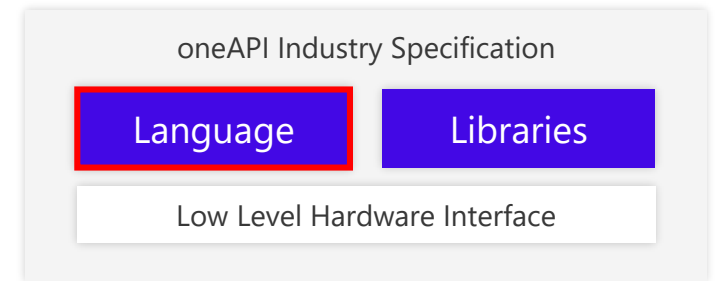 oneAPI Industry Specification
Language
Libraries
Low Level Hardware Interface